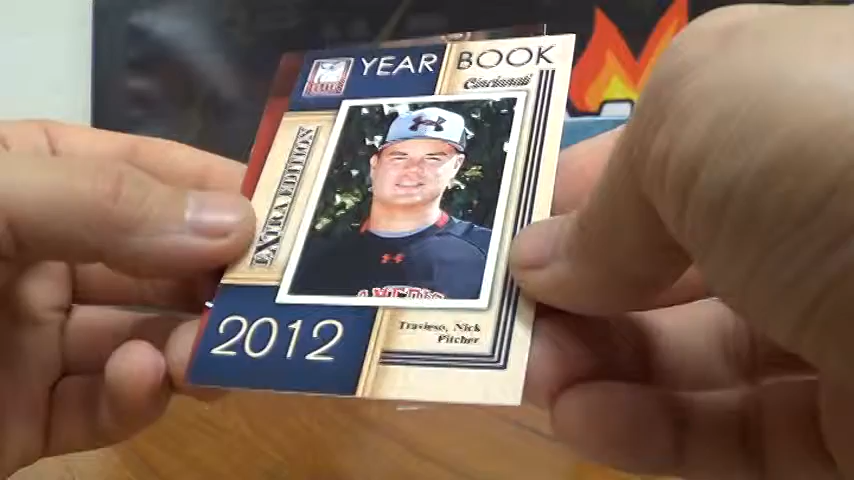 YEAR BOOK
Cincinnati
EXTRA EDITION
2012
Travieso, Nick
Pitcher